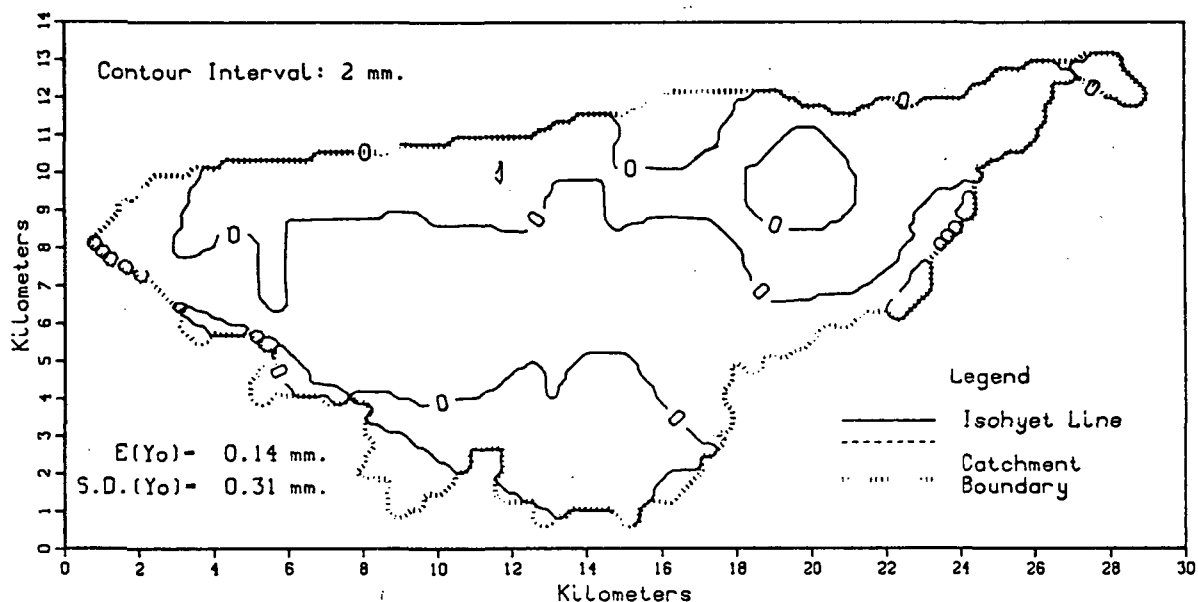 Contour Interval: 2 mm.
14
13
12
11
10
9
8
7
6
5
4
3
2
1
0
Kilometers
0
0
0
0
0
0
0
0
0
0
0
0
E(Yo)= 0.14 mm.
S.D.(Yo)= 0.31 mm.
Legend
Isohyet Line
Catchment
Boundary
0 2 4 6 8 10 12 14 16 18 20 22 24 26 28 30
Kilometers